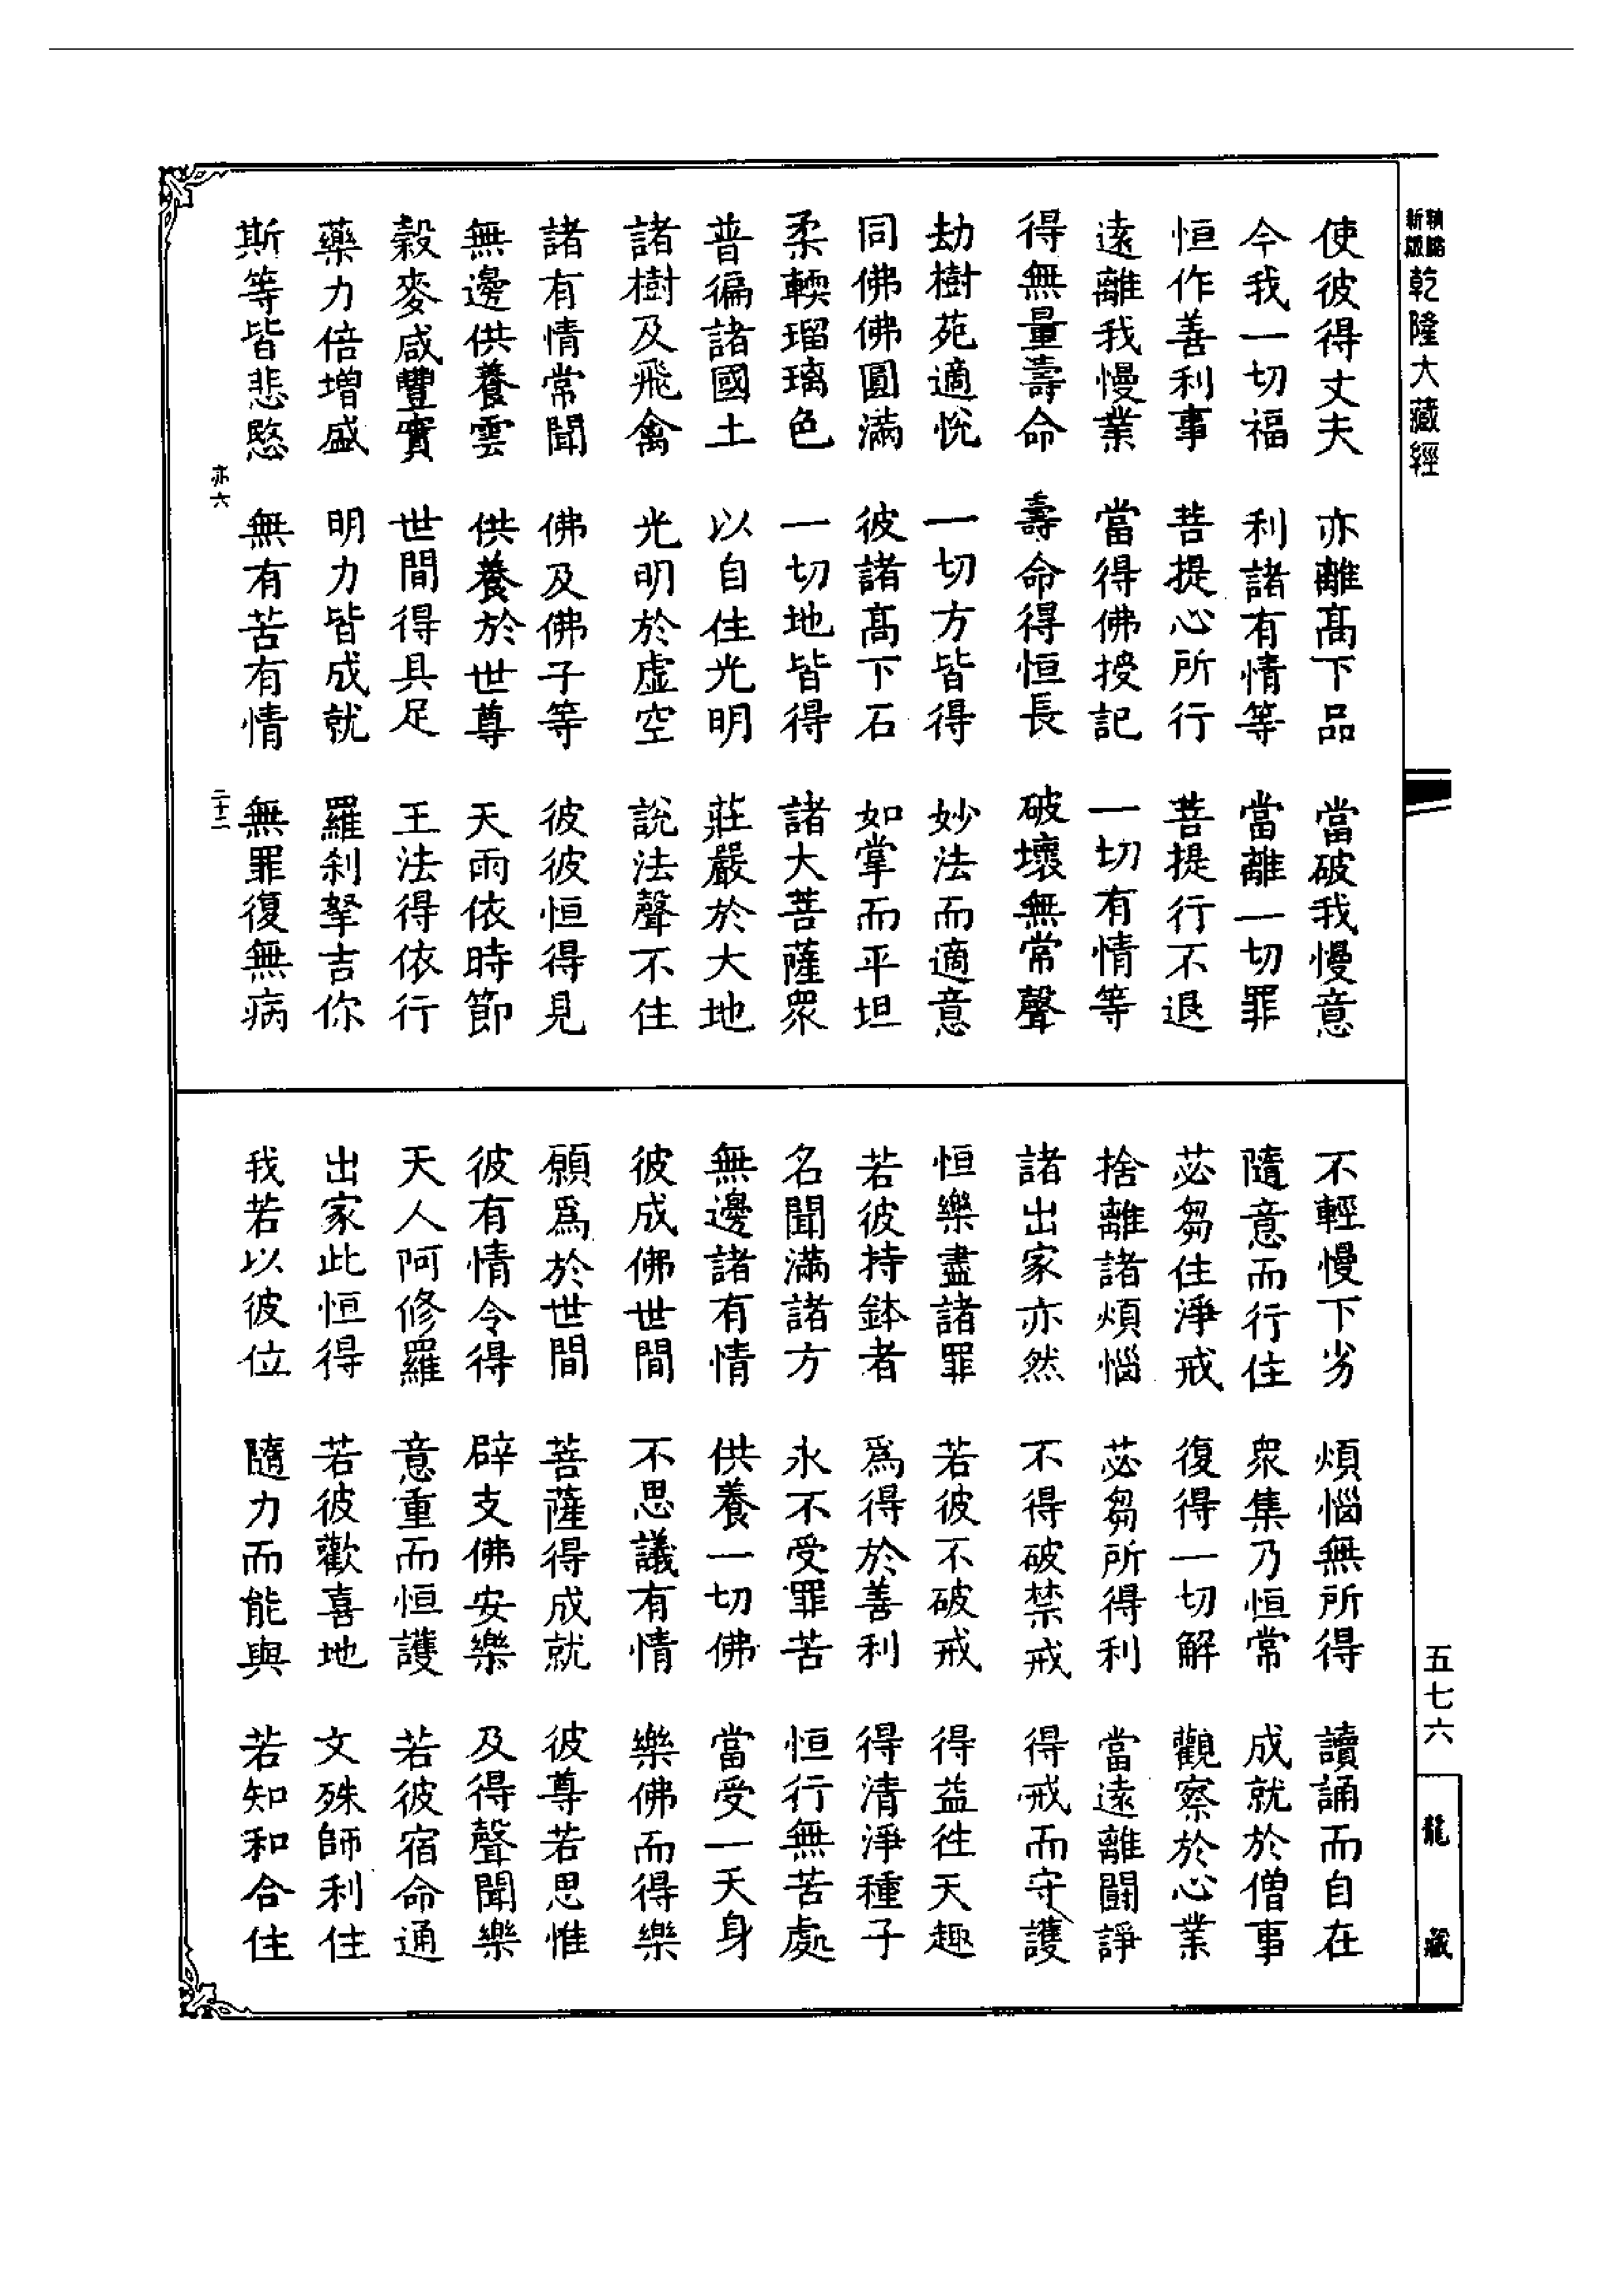 新版
乾隆大藏經
使彼得丈夫 亦離髙下品 當破我慢意
今我一切福 利諸有情等 當離一切罪
恒作善利事 菩提心所行 菩提行不退
遠離我慢業 當得佛授記 一切有情等
得無量壽命 壽命得恒長 破壞無常聲
劫樹苑適悅 一切方皆得 妙法而適意
同佛佛圓滿 彼諸髙下石 如掌而平坦
柔輭瑠璃色 一切地皆得 諸大菩薩衆
普徧諸國土 以自住光明 莊嚴於大地
諸樹及飛禽 光明於虛空 說法聲不住
諸有情常聞 佛及佛子等 彼彼恒得見
無邊供養雲 供養於世尊 天雨依時節
穀麥咸豐實 世間得具足 王法得依行
藥力倍增盛 明力皆成就 羅刹拏吉你
斯等皆悲愍 無有苦有情 無罪復無病
亦六 二十二
不輕慢下劣 煩惱無所得 讀誦而自在
隨意而行住 衆集乃恒常 成就於僧事
苾芻住淨戒 復得一切解 觀察於心業
捨離諸煩惱 苾芻所得利 當遠離鬪諍
諸出家亦然 不得破禁戒 得戒而守護
恒樂盡諸罪 若彼不破戒 得益徃天趣
若彼持鉢者 爲得於善利 得清淨種子
名聞滿諸方 永不受罪苦 恒行無苦處
無邊諸有情 供養一切佛 當受一天身
彼成佛世間 不思議有情 樂佛而得樂
願爲於世間 菩薩得成就 彼尊若思惟
彼有情令得 辟支佛安樂 及得聲聞樂
天人阿修羅 意重而恒護 若彼宿命通
出家此恒得 若彼歡喜地 文殊師利住
我若以彼位 隨力而能與 若知和合住
五七六
龍藏